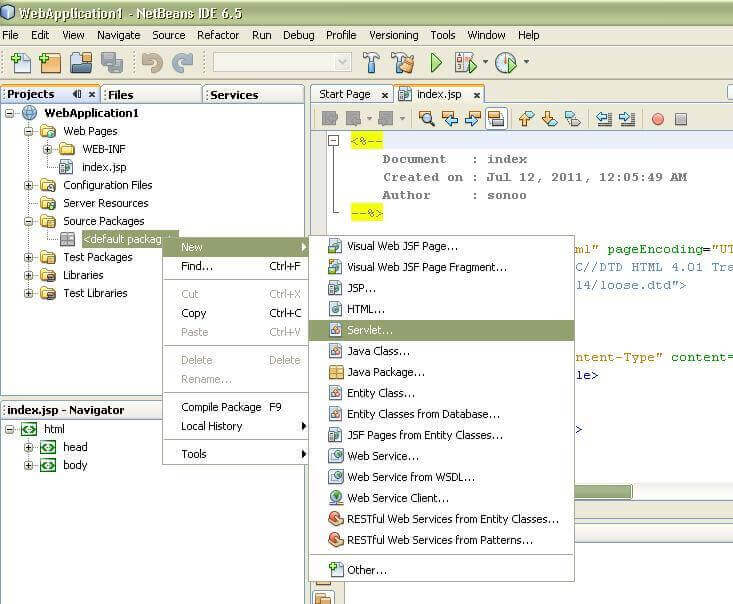 WebApplication1 - NetBeans IDE 6.5
File Edit View Navigate Source Refactor Run Debug Profile Versioning Tools Window Help
Projects
Files
Services
WebApplication1
Web Pages
WEB-INF
index.jsp
Configuration Files
Server Resources
Source Packages
<default package>
Test Packages
Libraries
Test Libraries
Start Page
index.jsp
<%--
Document : index
Created on : Jul 12, 2011, 12:05:49 AM
Author : sonoo
--%>
ml" pageEncoding="UT
C//DTD HTML 4.01 Tra
14/loose.dtd">
ntent-Type" content=
le>
>
New
Find... Ctrl+F
Cut Ctrl+X
Copy Ctrl+C
Paste Ctrl+V
Delete Delete
Rename...
Compile Package F9
Local History
Tools
Visual Web JSF Page...
Visual Web JSF Page Fragment...
JSP...
HTML...
Servlet...
Java Class...
Java Package...
Entity Class...
Entity Classes from Database...
JSF Pages from Entity Classes...
Web Service...
Web Service from WSDL...
Web Service Client...
RESTful Web Services from Entity Classes...
RESTful Web Services from Patterns...
Other...
index.jsp - Navigator
html
head
body